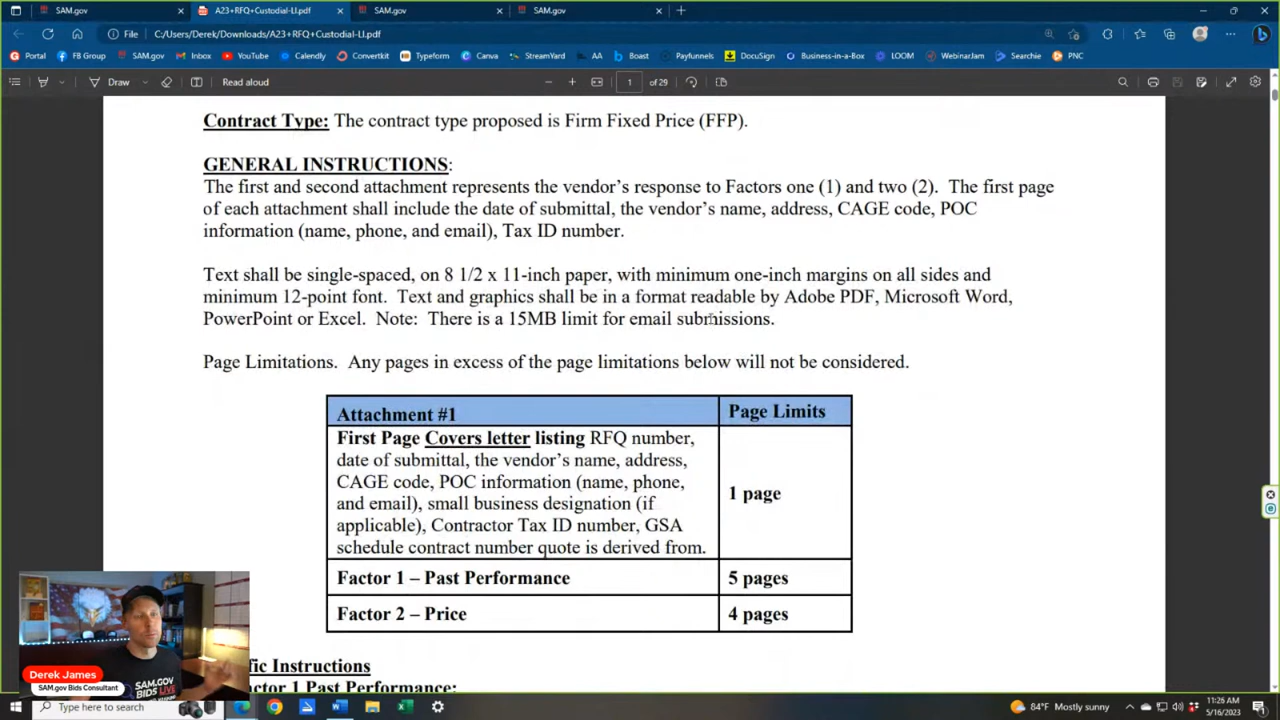 SAM.gov
A23+RFQ+Custodial-LI.pdf
SAM.gov
SAM.gov
File
C:/Users/Derek/Downloads/A23+RFQ+Custodial-LI.pdf
Portal
FB Group
SAM.gov
Inbox
YouTube
Calendly
Convertkit
Typeform
Canva
StreamYard
AA
Boast
Payfunnels
DocuSign
Business-in-a-Box
LOOM
WebinarJam
Searchie
PNC
Draw
Read aloud
1
of 29
Contract Type: The contract type proposed is Firm Fixed Price (FFP).
GENERAL INSTRUCTIONS:
The first and second attachment represents the vendor's response to Factors one (1) and two (2). The first page
of each attachment shall include the date of submittal, the vendor's name, address, CAGE code, POC
information (name, phone, and email), Tax ID number.
Text shall be single-spaced, on 8 1/2 x 11-inch paper, with minimum one-inch margins on all sides and
minimum 12-point font. Text and graphics shall be in a format readable by Adobe PDF, Microsoft Word,
PowerPoint or Excel. Note: There is a 15MB limit for email submissions.
Page Limitations. Any pages in excess of the page limitations below will not be considered.
Attachment #1
Page Limits
First Page Covers letter listing RFQ number,
date of submittal, the vendor's name, address,
CAGE code, POC information (name, phone,
and email), small business designation (if
applicable), Contractor Tax ID number, GSA
schedule contract number quote is derived from.
1 page
Factor 1 – Past Performance
5 pages
Factor 2 – Price
4 pages
fic Instructions
actor 1 Past Performance:
SAM.GOV
BIDS LIVE
Derek James
SAM.gov Bids Consultant
Type here to search
84°F Mostly sunny
11:26 AM
5/16/2023